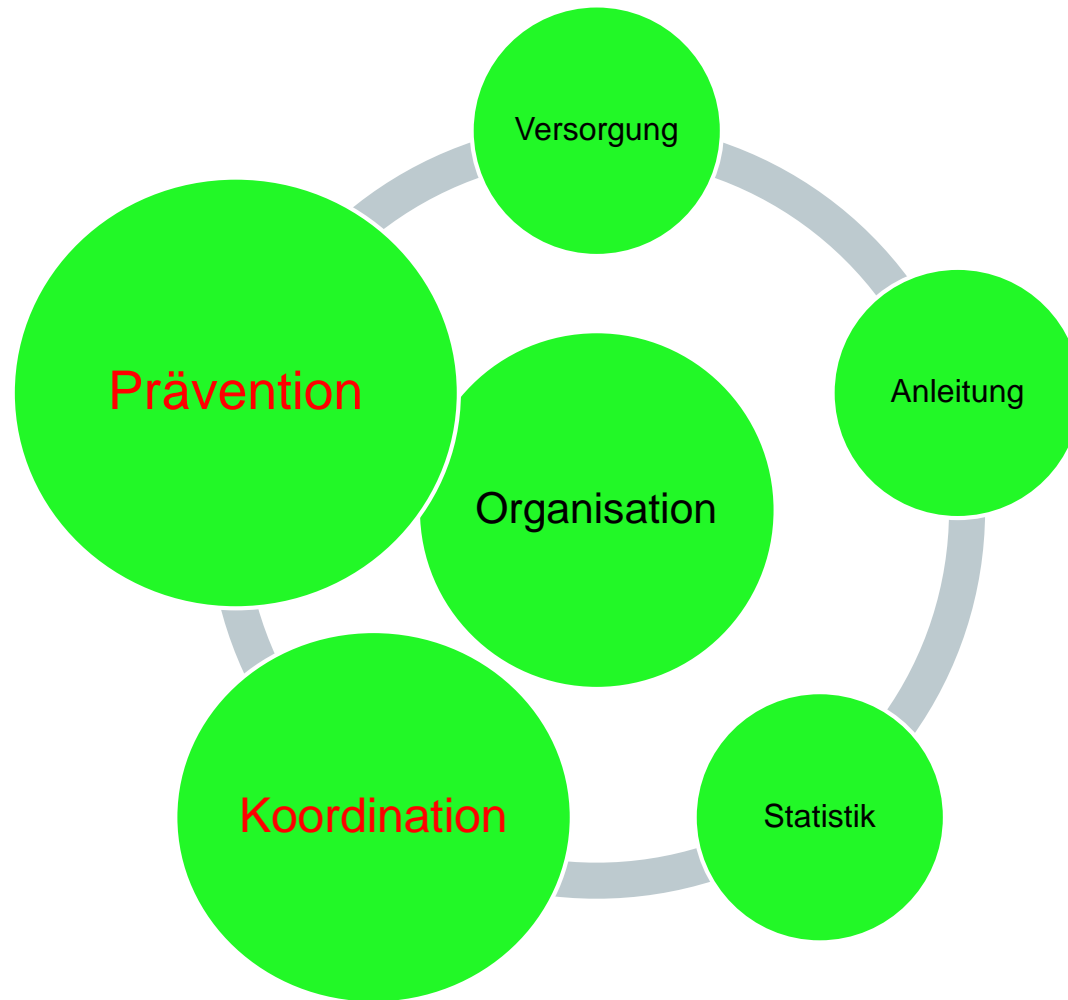 Versorgung
Prävention
Anleitung
Organisation
Koordination
Statistik